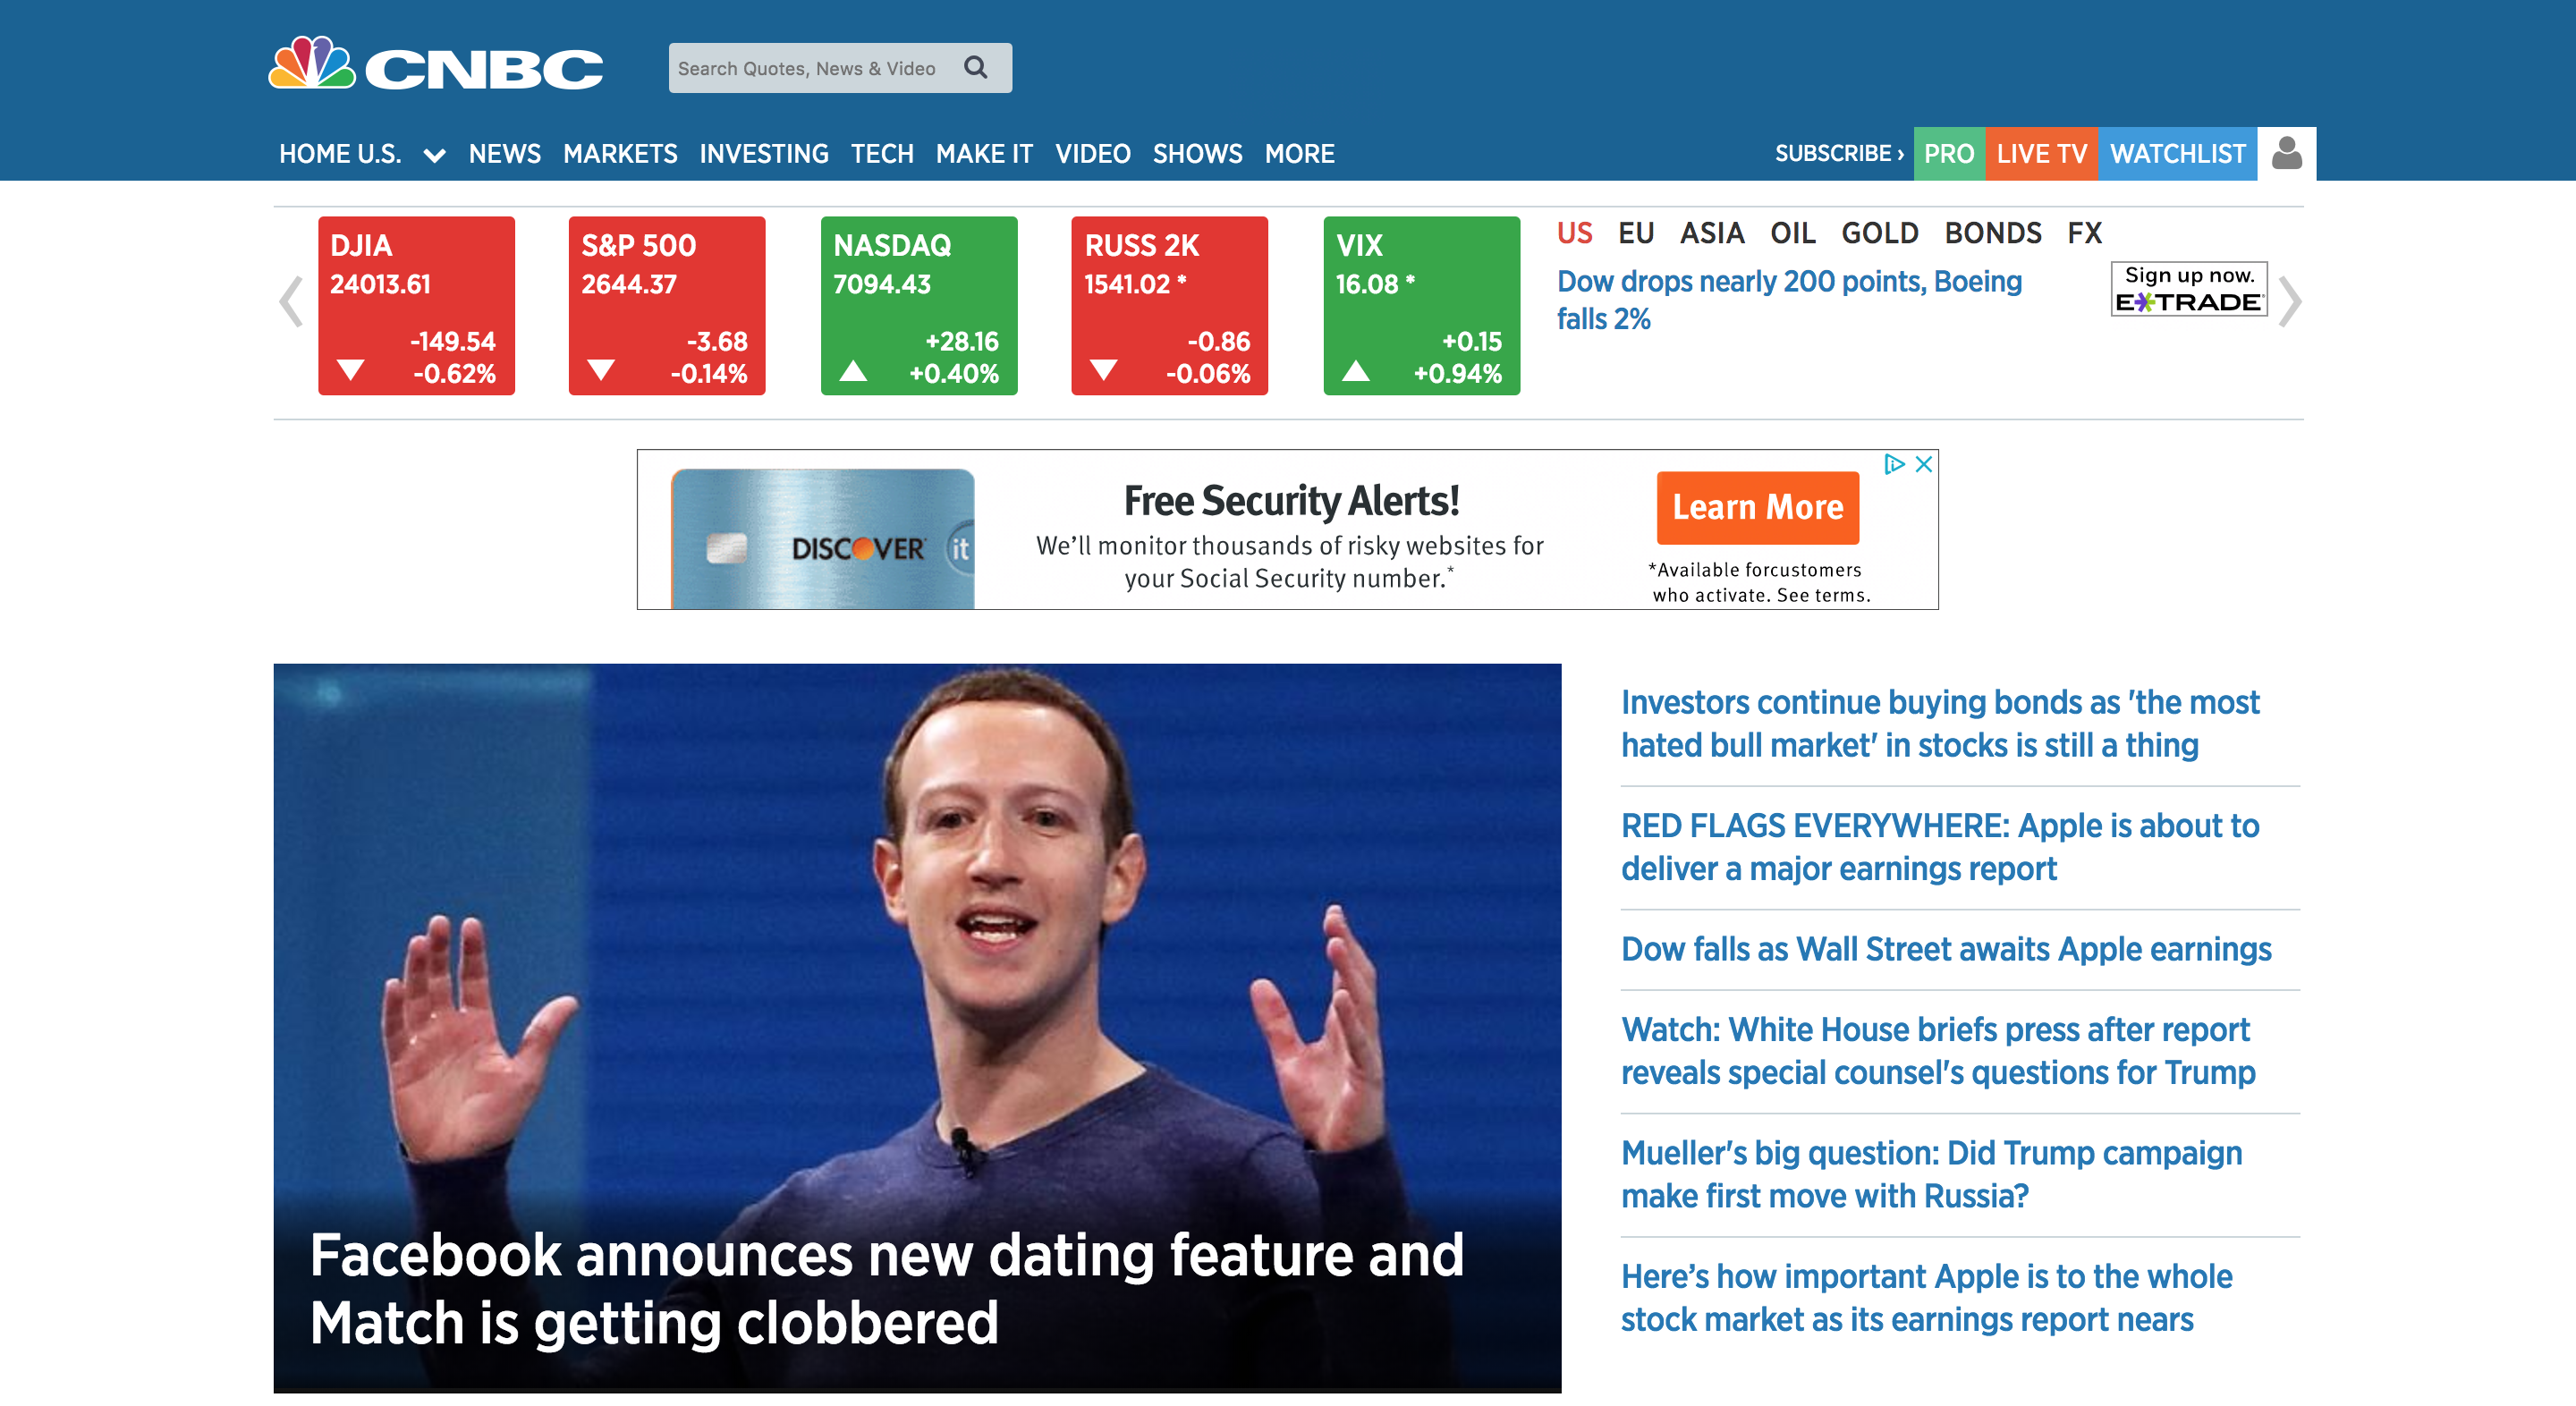 CNBC
Search Quotes, News & Video
HOME U.S. NEWS MARKETS INVESTING TECH MAKE IT VIDEO SHOWS MORE
SUBSCRIBE › PRO LIVE TV WATCHLIST
DJIA
24013.61
-149.54
-0.62%
S&P 500
2644.37
-3.68
-0.14%
NASDAQ
7094.43
+28.16
+0.40%
RUSS 2K
1541.02 *
-0.86
-0.06%
VIX
16.08 *
+0.15
+0.94%
US EU ASIA OIL GOLD BONDS FX
Dow drops nearly 200 points, Boeing
falls 2%
Sign up now.
E*TRADE
DISCOVER it
Free Security Alerts!
We'll monitor thousands of risky websites for
your Social Security number.*
Learn More
*Available forcustomers
who activate. See terms.
Facebook announces new dating feature and
Match is getting clobbered
Investors continue buying bonds as 'the most
hated bull market' in stocks is still a thing
RED FLAGS EVERYWHERE: Apple is about to
deliver a major earnings report
Dow falls as Wall Street awaits Apple earnings
Watch: White House briefs press after report
reveals special counsel's questions for Trump
Mueller's big question: Did Trump campaign
make first move with Russia?
Here’s how important Apple is to the whole
stock market as its earnings report nears